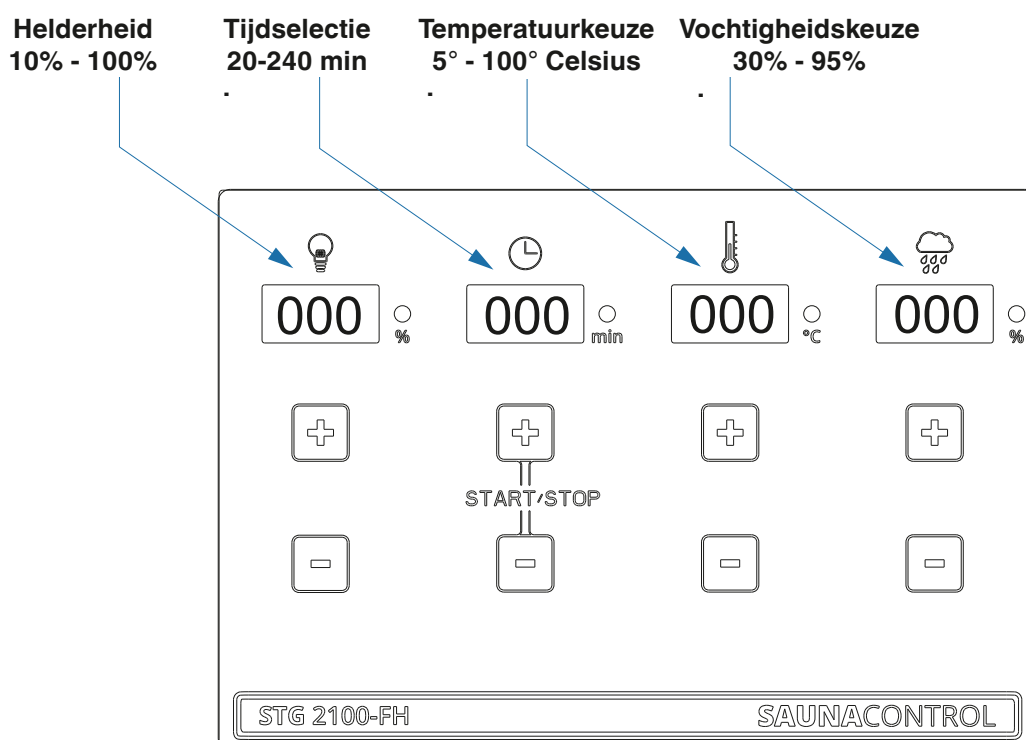 Helderheid
10% - 100%
Tijdselectie
20-240 min
Temperatuurkeuze
5° - 100° Celsius
Vochtigheidskeuze
30% - 95%
000 %
000 min
000 °C
000 %
START/STOP
STG 2100-FH
SAUNACONTROL